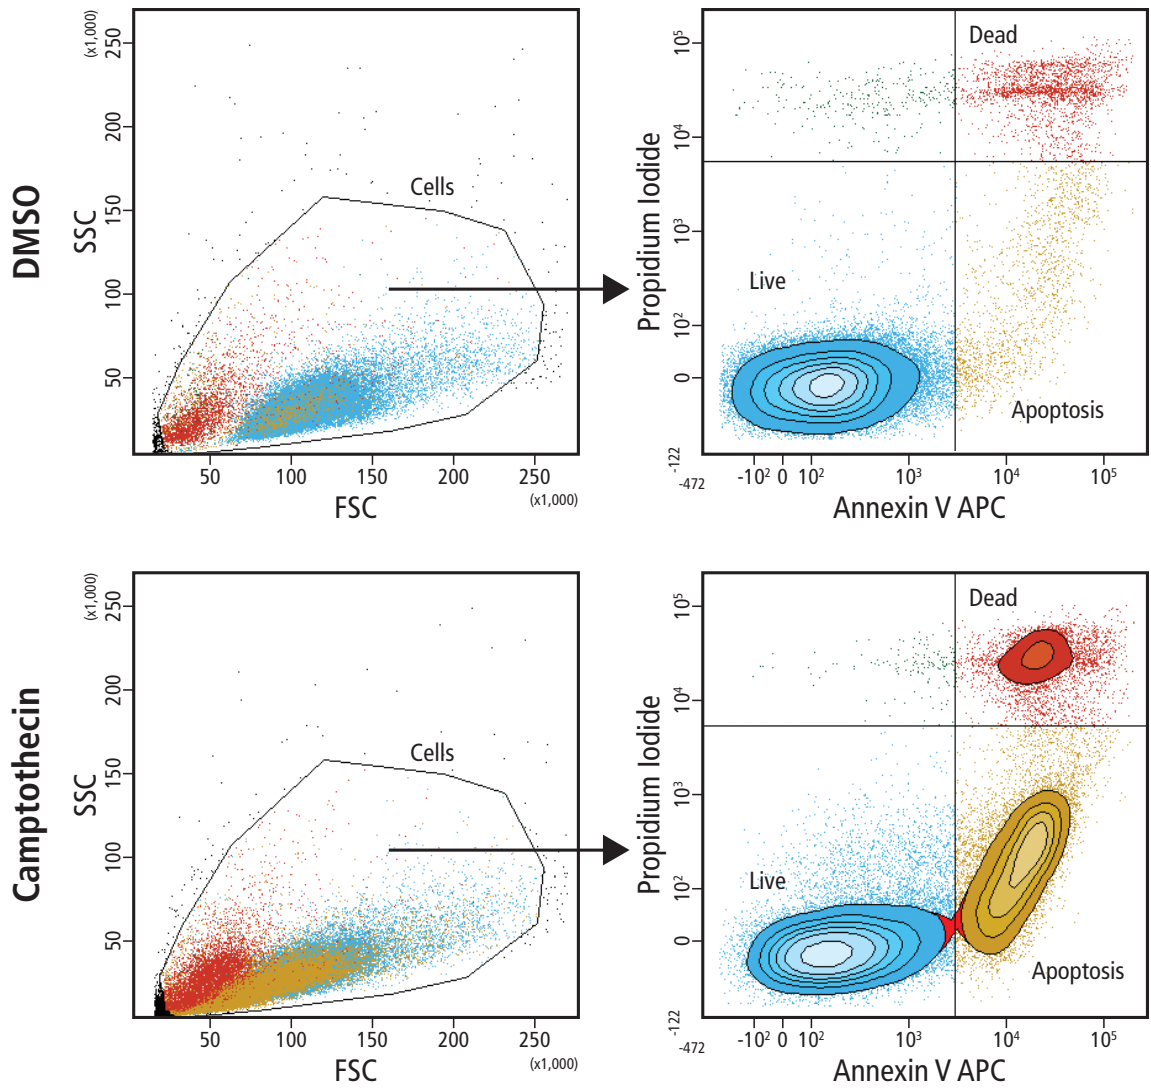 DMSO
(x1,000)
250
200
150
100
50
SSC
Cells
50 100 150 200 250
FSC
(x1,000)
Propidium Iodide
10⁵
10⁴
10³
10²
0
-122
Dead
Live
Apoptosis
-472
-10² 0 10² 10³ 10⁴ 10⁵
Annexin V APC
Camptothecin
(x1,000)
250
200
150
100
50
SSC
Cells
50 100 150 200 250
FSC
(x1,000)
Propidium Iodide
10⁵
10⁴
10³
10²
0
-122
Dead
Live
Apoptosis
-472
-10² 0 10² 10³ 10⁴ 10⁵
Annexin V APC